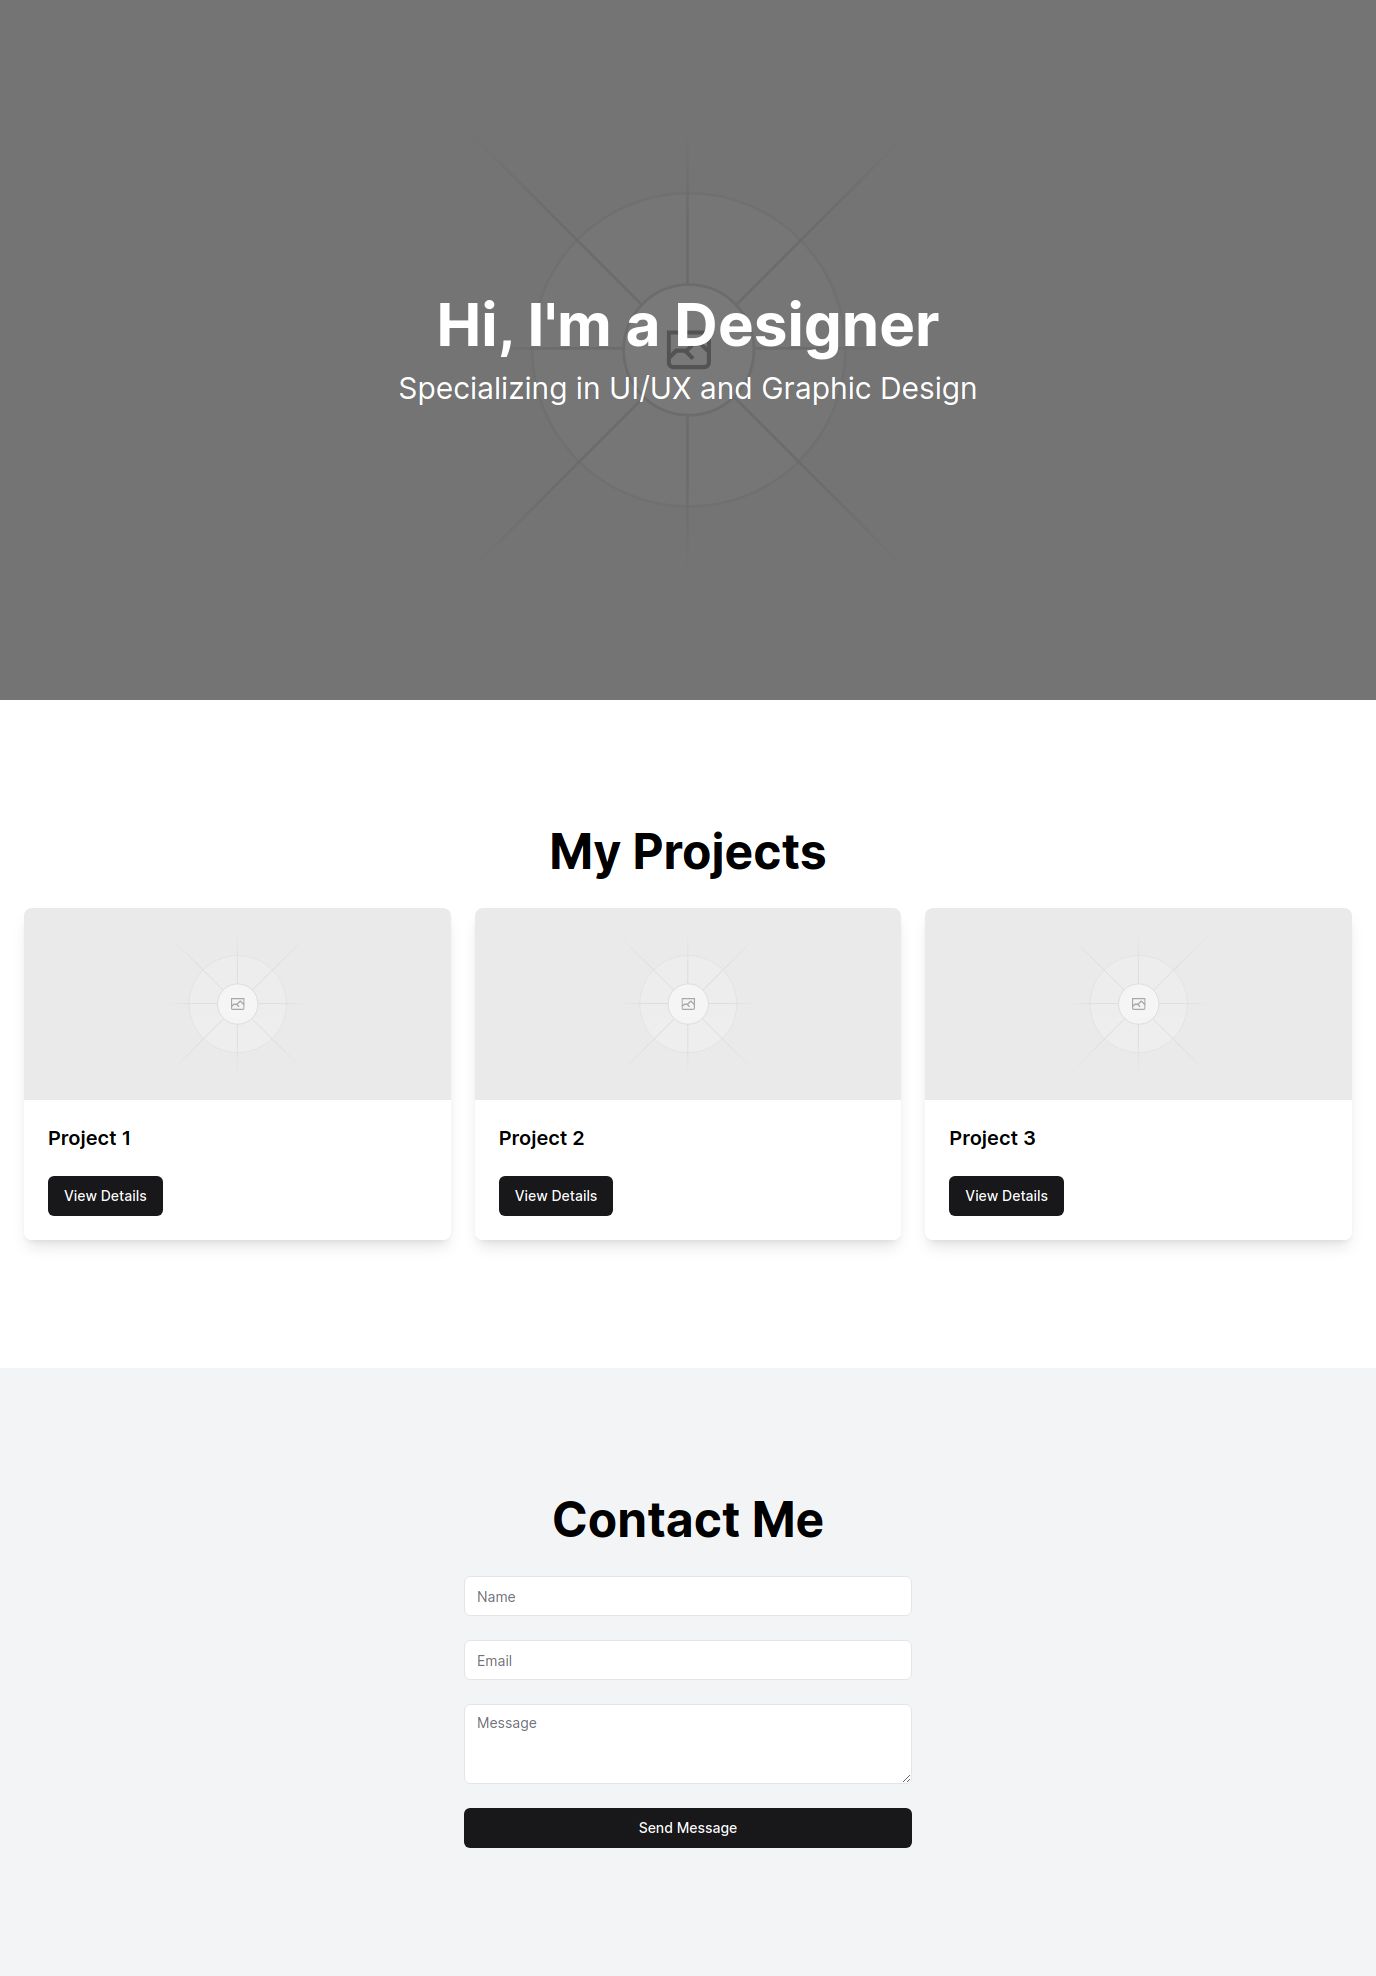 Hi, I'm a Designer
Specializing in UI/UX and Graphic Design
My Projects
Project 1
View Details
Project 2
View Details
Project 3
View Details
Contact Me
Name
Email
Message
Send Message